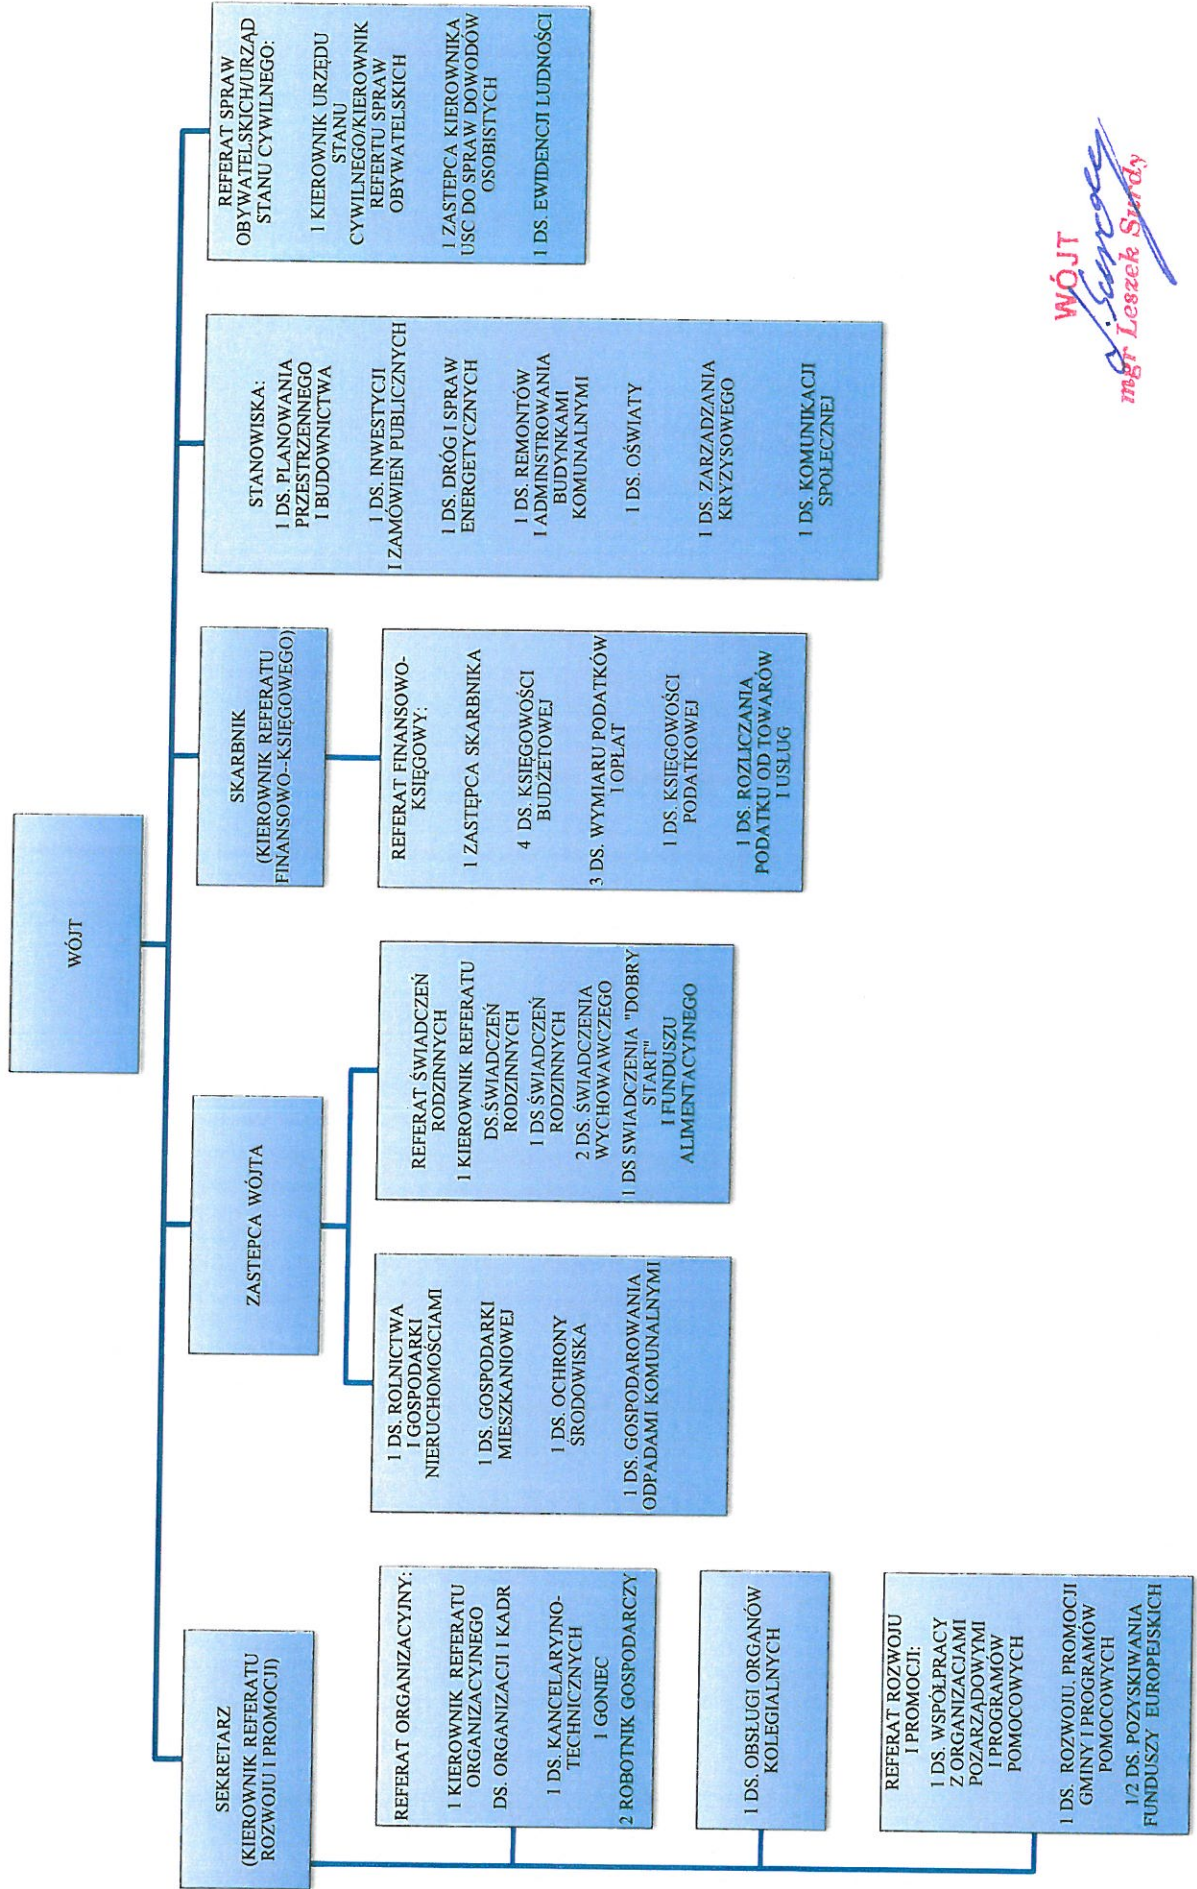 WÓJT
SEKRETARZ
(KIEROWNIK REFERATU
ROZWOJU I PROMOCJI)
REFERAT ORGANIZACYJNY:
1 KIEROWNIK REFERATU
ORGANIZACYJNEGO
DS. ORGANIZACJI I KADR
1 DS. KANCELARYJNO-
TECHNICZNYCH
1 GONIEC
2 ROBOTNIK GOSPODARCZY
1 DS. OBSŁUGI ORGANÓW
KOLEGIALNYCH
REFERAT ROZWOJU
I PROMOCJI:
1 DS. WSPÓŁPRACY
Z ORGANIZACJAMI
POZARZĄDOWYMI
I PROGRAMÓW
POMOCOWYCH
1 DS. ROZWOJU, PROMOCJI
GMINY I PROGRAMÓW
POMOCOWYCH
1/2 DS. POZYSKIWANIA
FUNDUSZY EUROPEJSKICH
ZASTEPCA WÓJTA
1 DS. ROLNICTWA
I GOSPODARKI
NIERUCHOMOŚCIAMI
1 DS. GOSPODARKI
MIESZKANIOWEJ
1 DS. OCHRONY
ŚRODOWISKA
1 DS. GOSPODAROWANIA
ODPADAMI KOMUNALNYMI
REFERAT ŚWIADCZEŃ
RODZINNYCH
1 KIEROWNIK REFERATU
DS.ŚWIADCZEŃ
RODZINNYCH
1 DS ŚWIADCZEŃ
RODZINNYCH
2 DS. ŚWIADCZENIA
WYCHOWAWCZEGO
1 DS SWIADCZENIA "DOBRY
START"
I FUNDUSZU
ALIMENTACYJNEGO
SKARBNIK
(KIEROWNIK REFERATU
FINANSOWO--KSIĘGOWEGO)
REFERAT FINANSOWO-
KSIĘGOWY:
1 ZASTĘPCA SKARBNIKA
4 DS. KSIĘGOWOŚCI
BUDŻETOWEJ
3 DS. WYMIARU PODATKÓW
I OPŁAT
1 DS. KSIĘGOWOŚCI
PODATKOWEJ
1 DS. ROZLICZANIA
PODATKU OD TOWARÓW
I USŁUG
STANOWISKA:
1 DS. PLANOWANIA
PRZESTRZENNEGO
I BUDOWNICTWA
1 DS. INWESTYCJI
I ZAMÓWIEŃ PUBLICZNYCH
1 DS. DRÓG I SPRAW
ENERGETYCZNYCH
1 DS. REMONTÓW
I ADMINSTROWANIA
BUDYNKAMI
KOMUNALNYMI
1 DS. OŚWIATY
1 DS. ZARZADZANIA
KRYZYSOWEGO
1 DS. KOMUNIKACJI
SPOŁECZNEJ
REFERAT SPRAW
OBYWATELSKICH/URZĄD
STANU CYWILNEGO:
1 KIEROWNIK URZĘDU
STANU
CYWILNEGO/KIEROWNIK
REFERTU SPRAW
OBYWATELSKICH
1 ZASTEPCA KIEROWNIKA
USC DO SPRAW DOWODÓW
OSOBISTYCH
1 DS. EWIDENCJI LUDNOŚCI
WÓJT
mgr Leszek Surdy